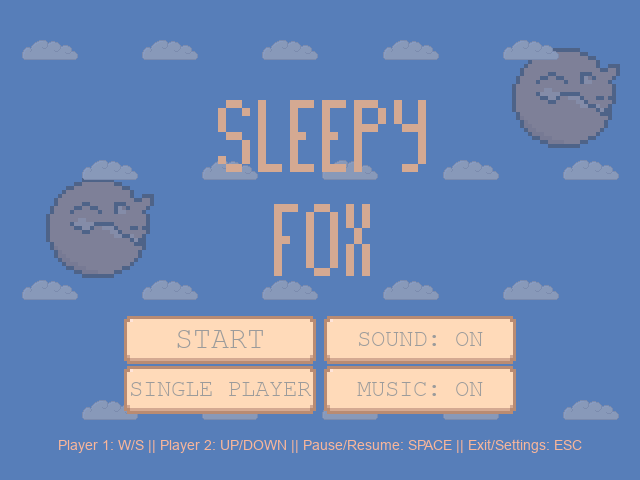 SLEEPY
FOX
START
SOUND: ON
SINGLE PLAYER
MUSIC: ON
Player 1: W/S || Player 2: UP/DOWN || Pause/Resume: SPACE || Exit/Settings: ESC